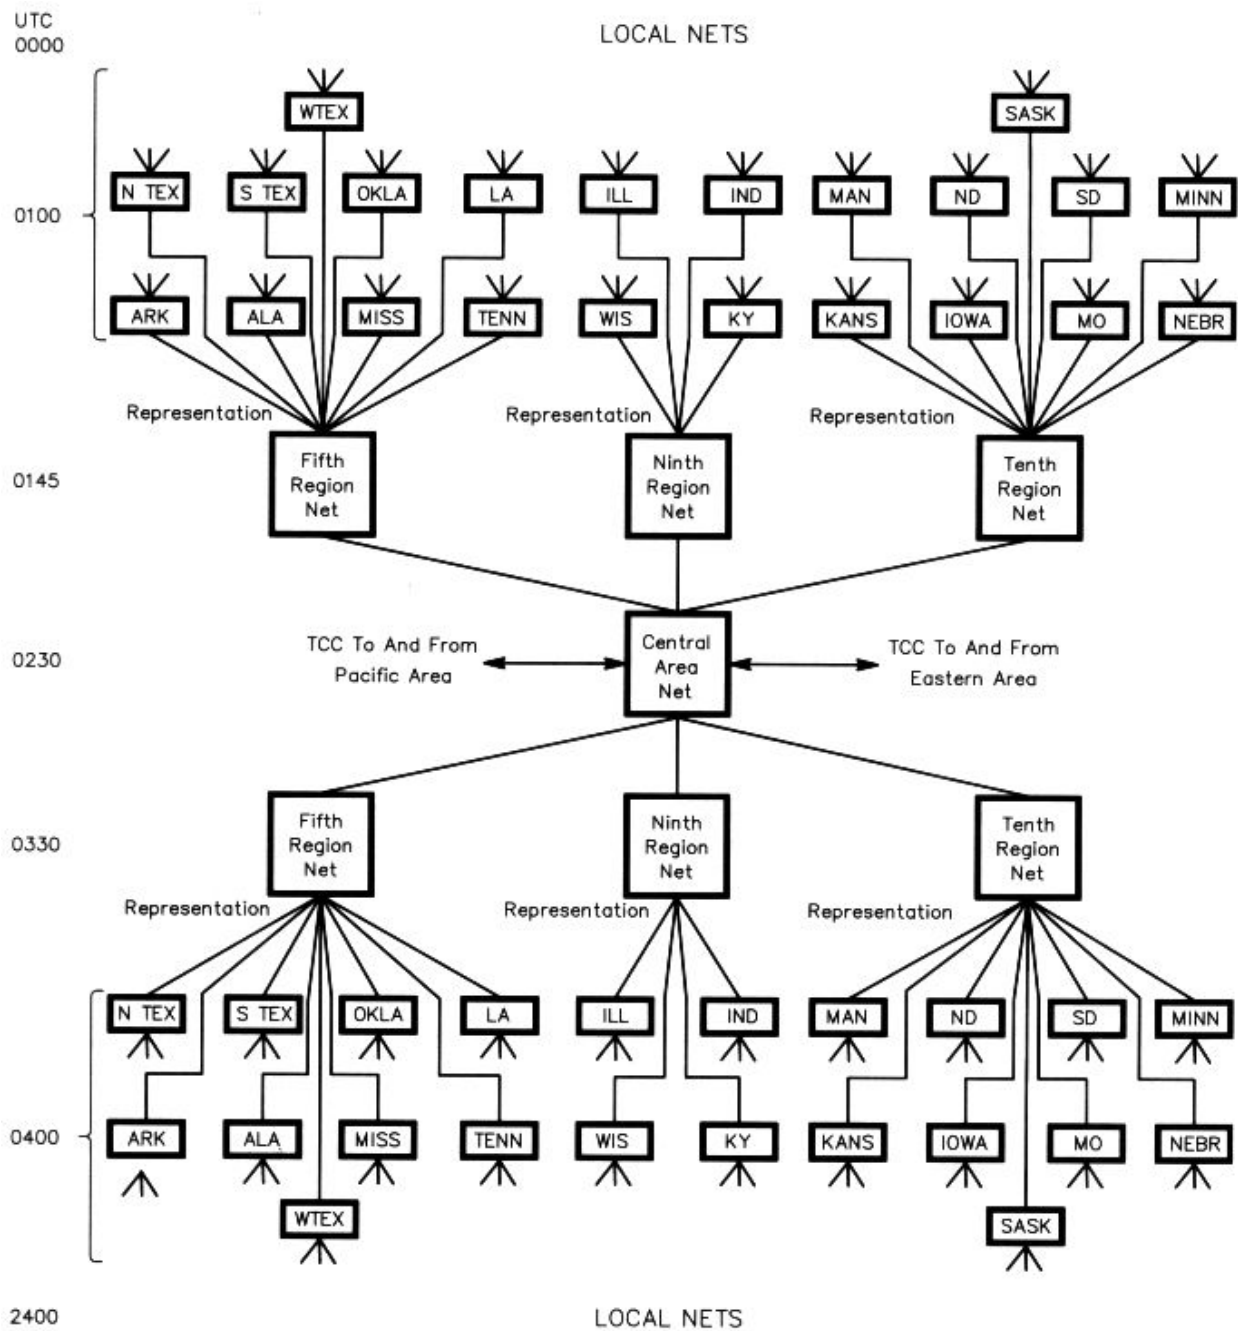 UTC
0000
LOCAL NETS
WTEX
SASK
N TEX
S TEX
OKLA
LA
ILL
IND
MAN
ND
SD
MINN
0100
ARK
ALA
MISS
TENN
WIS
KY
KANS
IOWA
MO
NEBR
Representation
Representation
Representation
0145
Fifth
Region
Net
Ninth
Region
Net
Tenth
Region
Net
0230
TCC To And From
Pacific Area
Central
Area
Net
TCC To And From
Eastern Area
0330
Fifth
Region
Net
Ninth
Region
Net
Tenth
Region
Net
Representation
Representation
Representation
N TEX
S TEX
OKLA
LA
ILL
IND
MAN
ND
SD
MINN
0400
ARK
ALA
MISS
TENN
WIS
KY
KANS
IOWA
MO
NEBR
WTEX
SASK
2400
LOCAL NETS